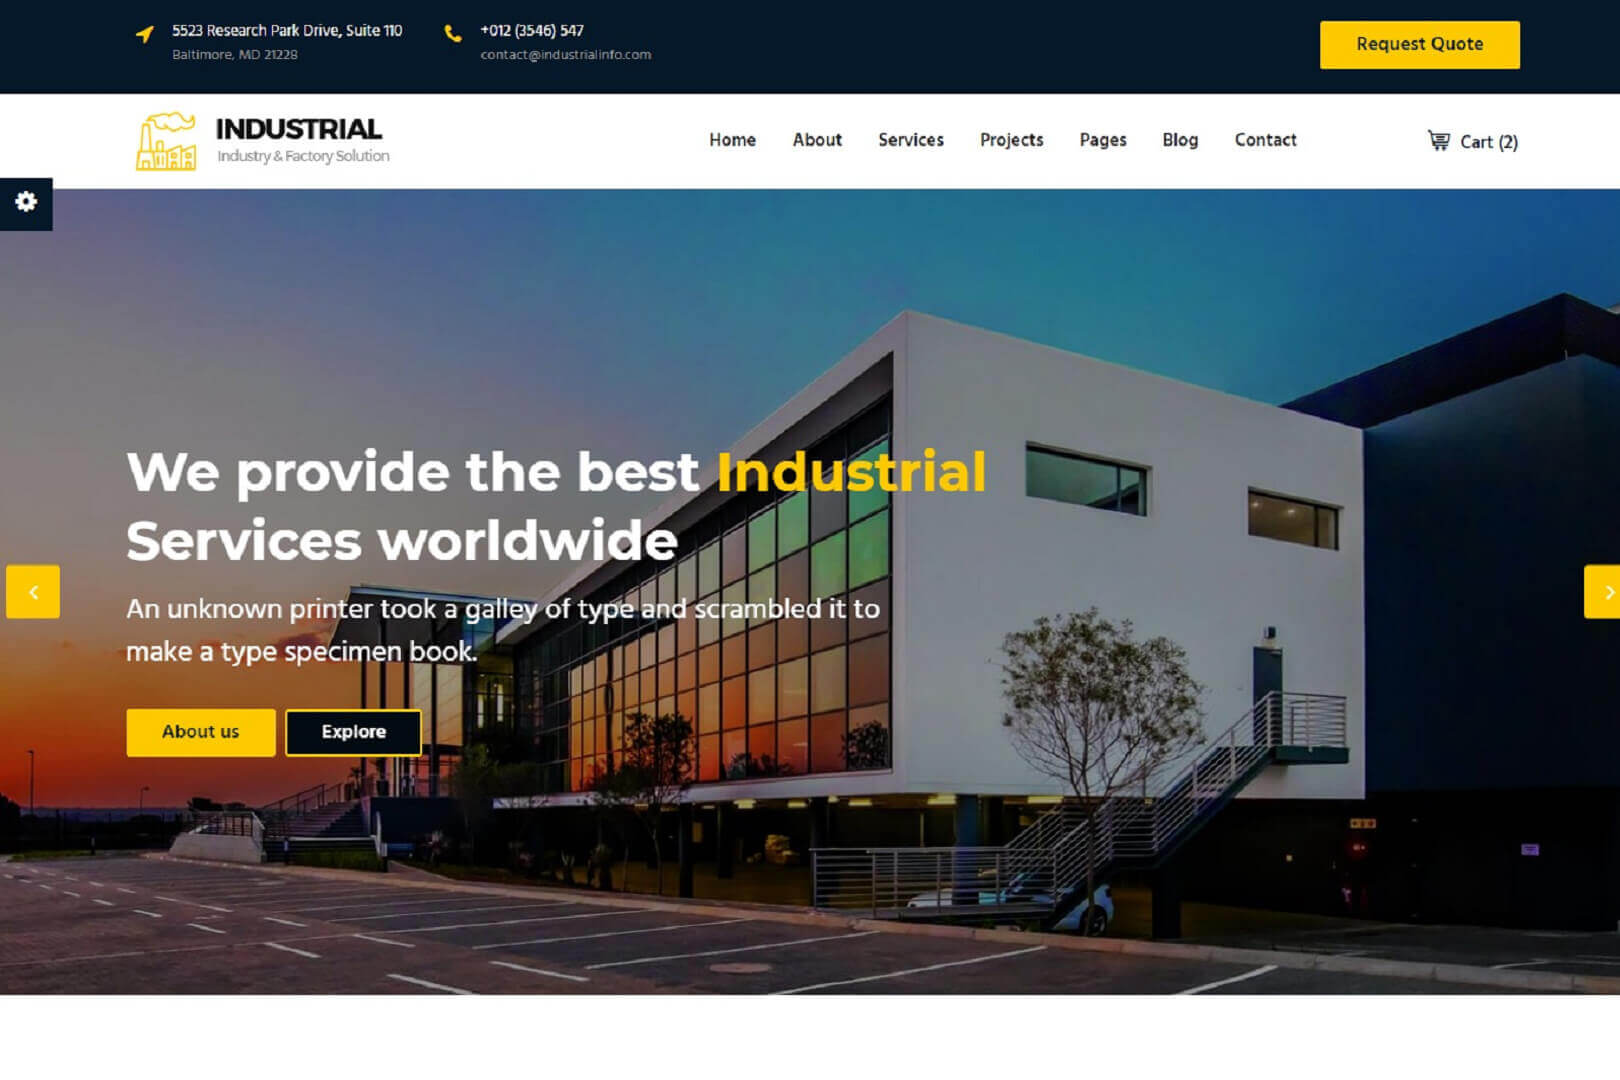 5523 Research Park Drive, Suite 110
Baltimore, MD 21228
+012 (3546) 547
contact@industrialinfo.com
Request Quote
INDUSTRIAL
Industry & Factory Solution
Home About Services Projects Pages Blog Contact
Cart (2)
We provide the best Industrial
Services worldwide
An unknown printer took a galley of type and scrambled it to
make a type specimen book.
About us
Explore